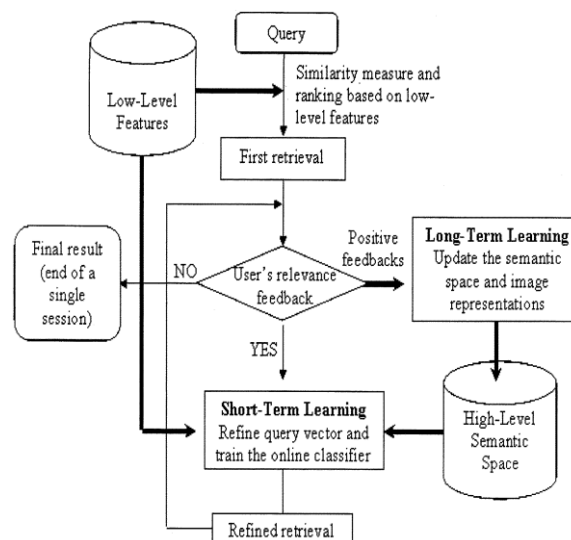 Query
Low-Level
Features
Similarity measure and
ranking based on low-
level features
First retrieval
Final result
(end of a
single
session)
NO
User's relevance
feedback
Positive
feedbacks
Long-Term Learning
Update the semantic
space and image
representations
YES
Short-Term Learning
Refine query vector and
train the online classifier
High-Level
Semantic
Space
Refined retrieval